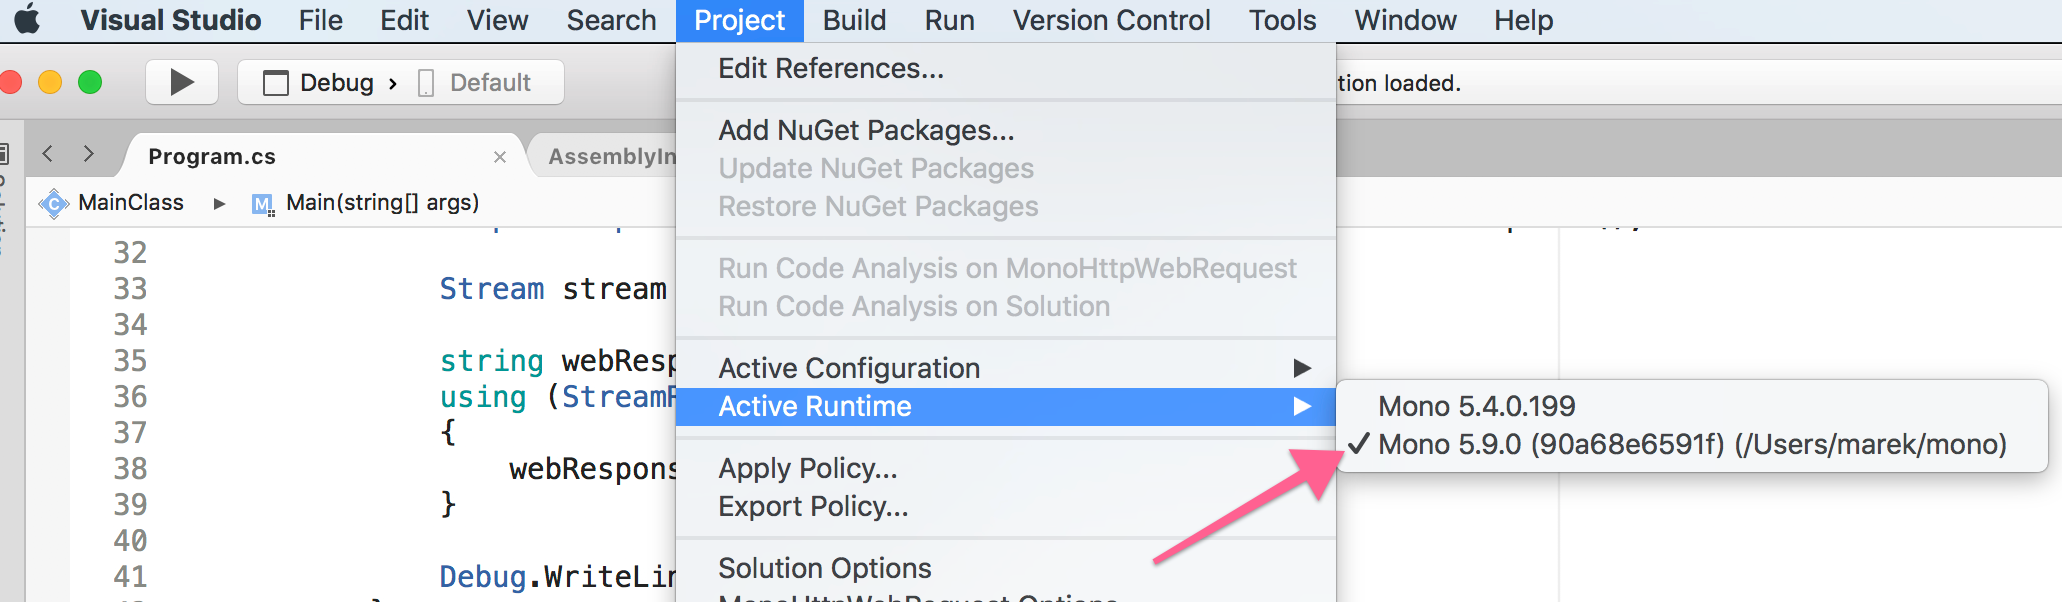 Visual Studio File Edit View Search Project Build Run Version Control Tools Window Help
Debug › Default
tion loaded.
Program.cs
AssemblyIn
MainClass ▸ M Main(string[] args)
Edit References...
Add NuGet Packages...
Update NuGet Packages
Restore NuGet Packages
Run Code Analysis on MonoHttpWebRequest
Run Code Analysis on Solution
Active Configuration
Active Runtime
Apply Policy...
Export Policy...
Solution Options
MonoHttpWebRequest Options
Mono 5.4.0.199
✓ Mono 5.9.0 (90a68e6591f) (/Users/marek/mono)
32
33 Stream stream
34
35 string webResp
36 using (StreamR
37 {
38 webRespons
39 }
40
41 Debug.WriteLin